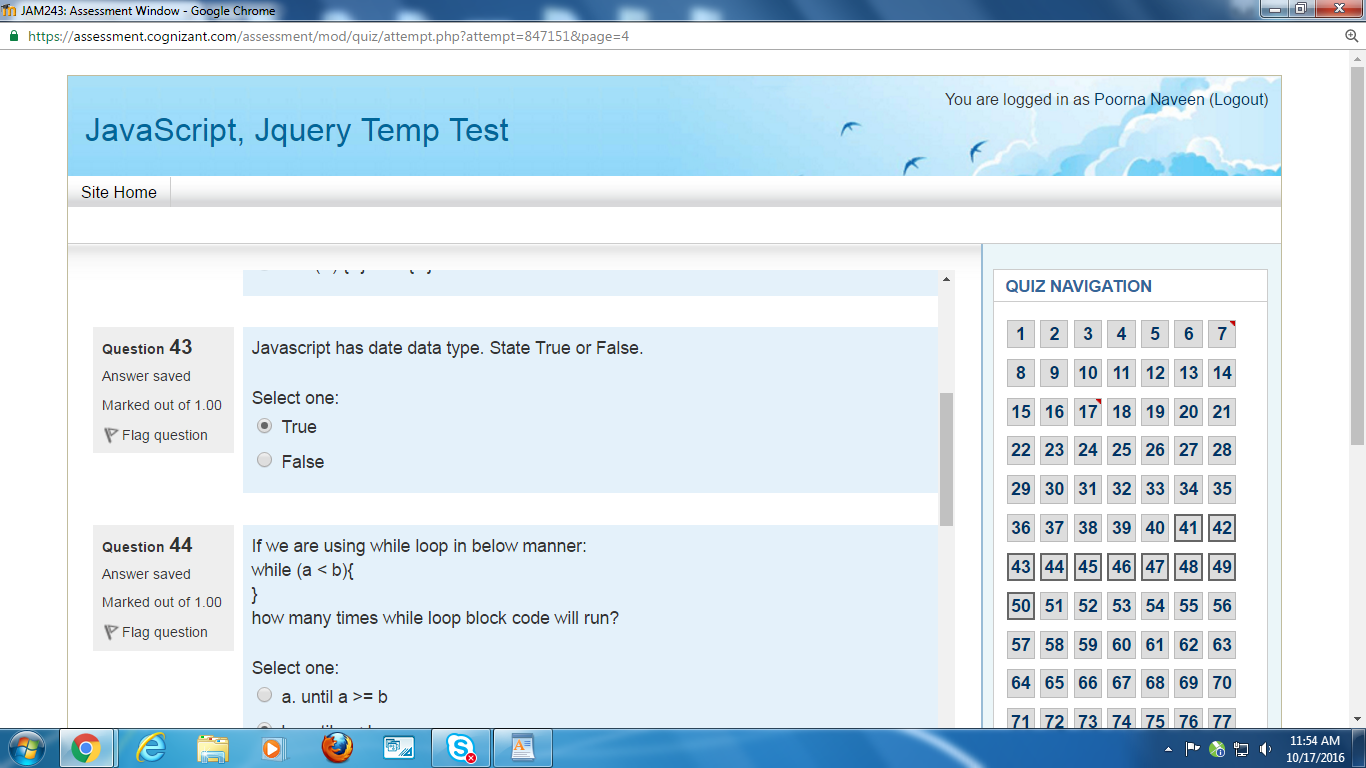 JAM243: Assessment Window - Google Chrome
https://assessment.cognizant.com/assessment/mod/quiz/attempt.php?attempt=847151&page=4
You are logged in as Poorna Naveen (Logout)
JavaScript, Jquery Temp Test
Site Home
Question 43
Answer saved
Marked out of 1.00
Flag question
Javascript has date data type. State True or False.
Select one:
True
False
Question 44
Answer saved
Marked out of 1.00
Flag question
If we are using while loop in below manner:
while (a < b){
}
how many times while loop block code will run?
Select one:
a. until a >= b
QUIZ NAVIGATION
1 2 3 4 5 6 7
8 9 10 11 12 13 14
15 16 17 18 19 20 21
22 23 24 25 26 27 28
29 30 31 32 33 34 35
36 37 38 39 40 41 42
43 44 45 46 47 48 49
50 51 52 53 54 55 56
57 58 59 60 61 62 63
64 65 66 67 68 69 70
71 72 73 74 75 76 77
11:54 AM
10/17/2016